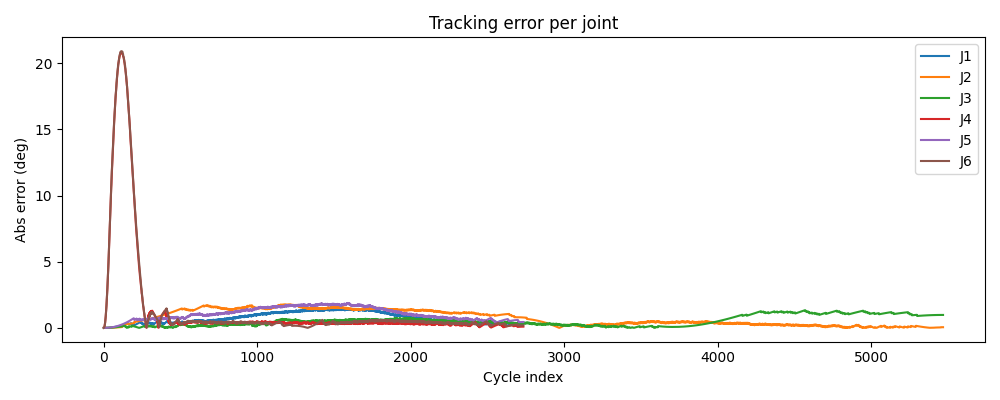 Tracking error per joint
Abs error (deg)
20
15
10
5
0
0 1000 2000 3000 4000 5000
Cycle index
J1
J2
J3
J4
J5
J6